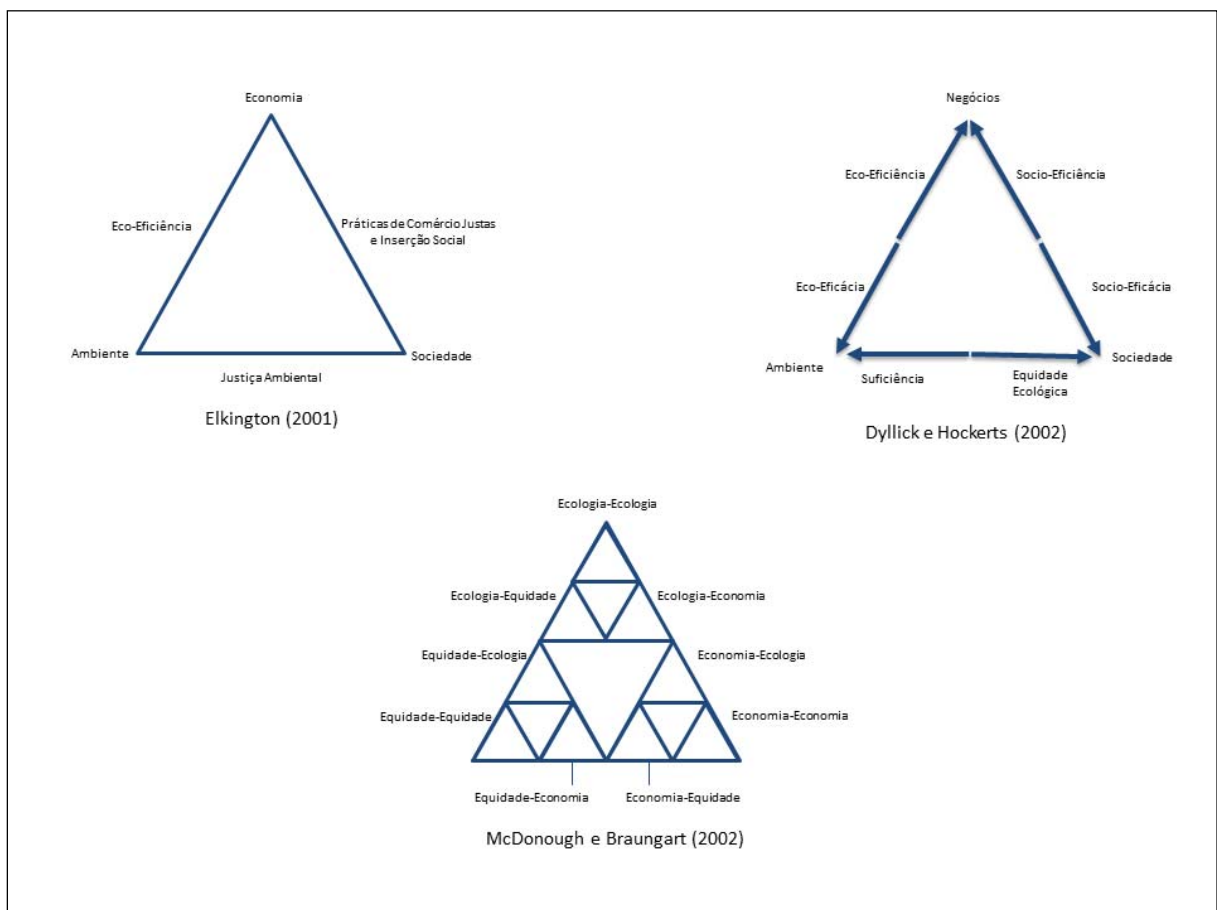 Economia
Eco-Eficiência
Práticas de Comércio Justas
e Inserção Social
Ambiente
Sociedade
Justiça Ambiental
Elkington (2001)
Negócios
Eco-Eficiência
Socio-Eficiência
Eco-Eficácia
Socio-Eficácia
Ambiente
Sociedade
Suficiência
Equidade
Ecológica
Dyllick e Hockerts (2002)
Ecologia-Ecologia
Ecologia-Equidade
Ecologia-Economia
Equidade-Ecologia
Economia-Ecologia
Equidade-Equidade
Economia-Economia
Equidade-Economia
Economia-Equidade
McDonough e Braungart (2002)